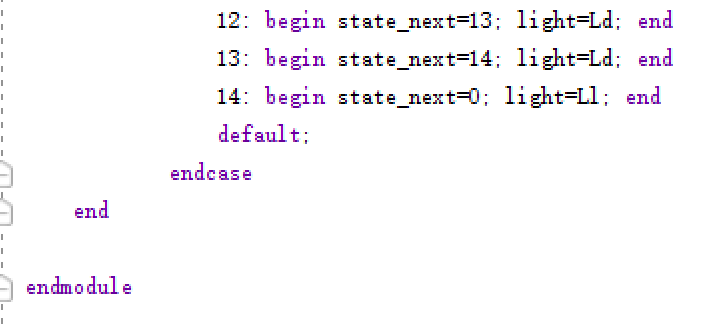 12: begin state_next=13; light=Ld; end
13: begin state_next=14; light=Ld; end
14: begin state_next=0; light=Ll; end
default;
endcase
end
endmodule